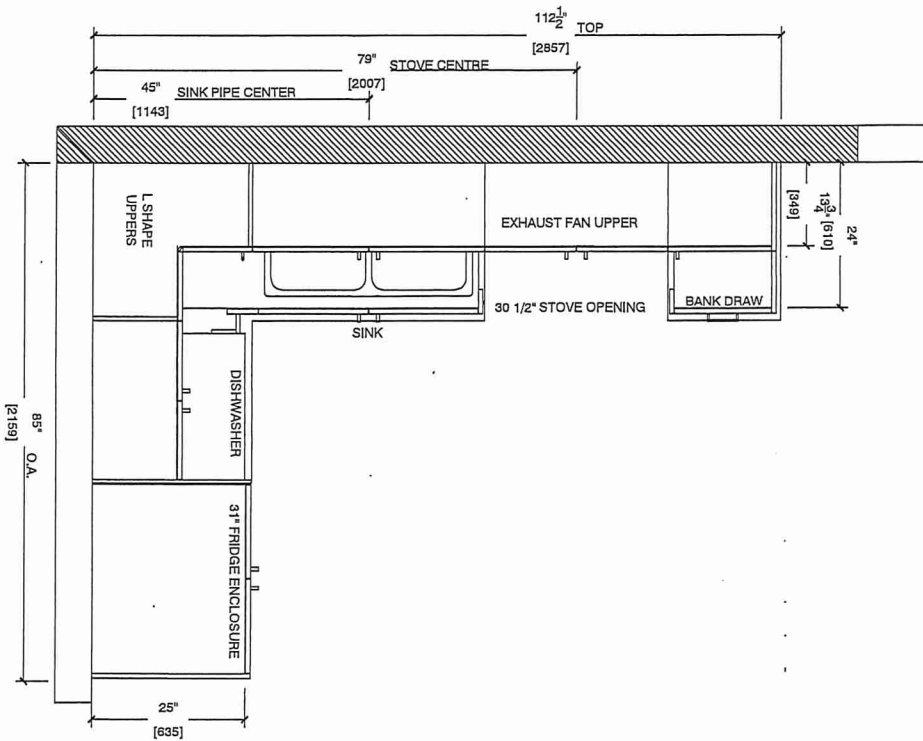 112 1/2" TOP
[2857]
79" STOVE CENTRE
[2007]
45" SINK PIPE CENTER
[1143]
L SHAPE
UPPERS
EXHAUST FAN UPPER
13 3/4"
[349]
24"
[610]
30 1/2" STOVE OPENING
BANK DRAW
SINK
DISHWASHER
85" O.A.
[2159]
31" FRIDGE ENCLOSURE
25"
[635]